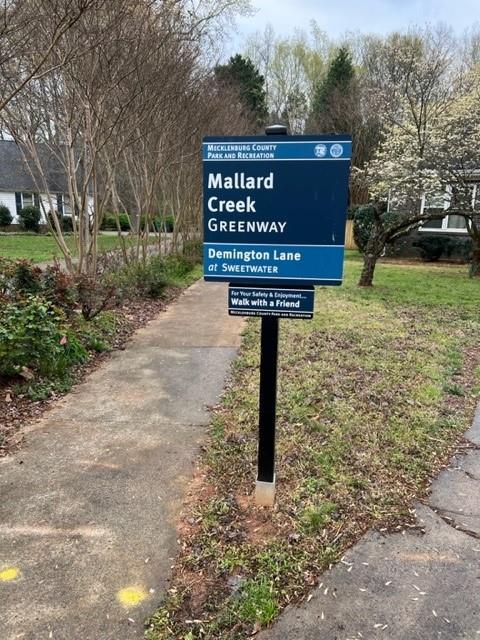 MECKLENBURG COUNTY
PARK AND RECREATION
Mallard
Creek
GREENWAY
Demington Lane
at SWEETWATER
For Your Safety & Enjoyment...
Walk with a Friend
MECKLENBURG COUNTY PARK AND RECREATION